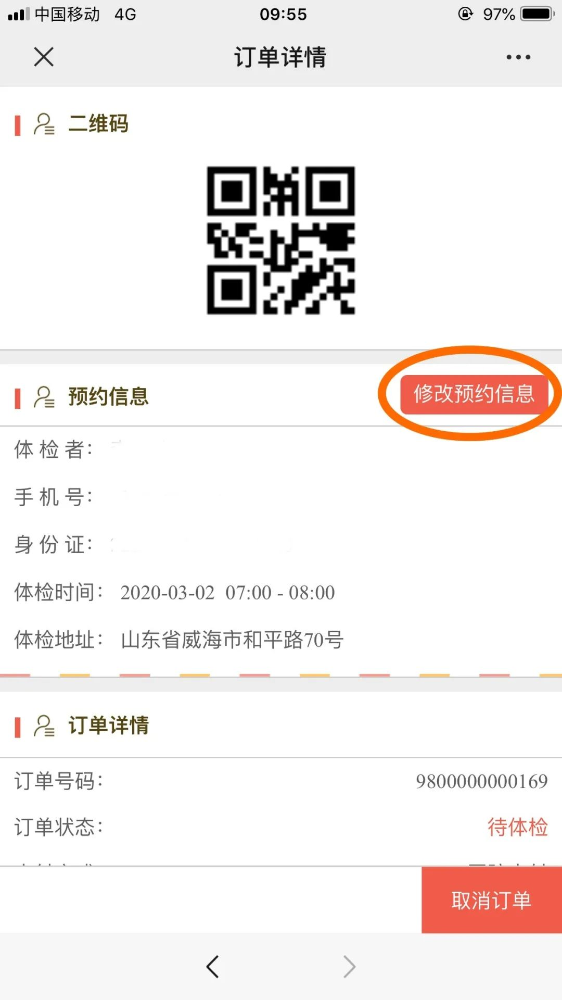 中国移动 4G 09:55 97%
订单详情
二维码
预约信息 修改预约信息
体 检 者：
手 机 号：
身 份 证：
体检时间： 2020-03-02 07:00 - 08:00
体检地址： 山东省威海市和平路70号
订单详情
订单号码： 9800000000169
订单状态： 待体检
取消订单